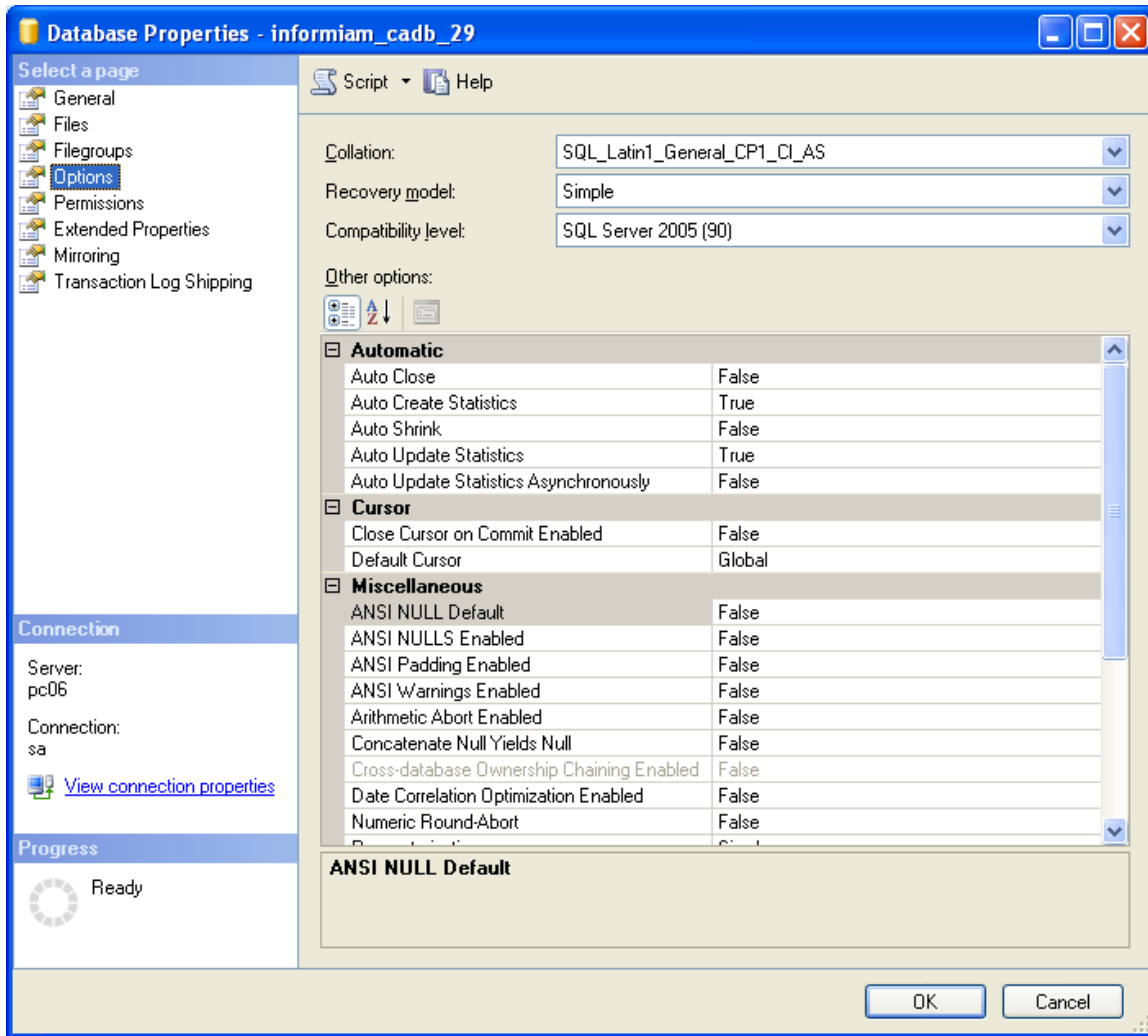 Database Properties - informiam_cadb_29
Select a page
General
Files
Filegroups
Options
Permissions
Extended Properties
Mirroring
Transaction Log Shipping
Connection
Server:
pc06
Connection:
sa
View connection properties
Progress
Ready
Script Help
Collation: SQL_Latin1_General_CP1_CI_AS
Recovery model: Simple
Compatibility level: SQL Server 2005 (90)
Other options:
Automatic
Auto Close False
Auto Create Statistics True
Auto Shrink False
Auto Update Statistics True
Auto Update Statistics Asynchronously False
Cursor
Close Cursor on Commit Enabled False
Default Cursor Global
Miscellaneous
ANSI NULL Default False
ANSI NULLS Enabled False
ANSI Padding Enabled False
ANSI Warnings Enabled False
Arithmetic Abort Enabled False
Concatenate Null Yields Null False
Cross-database Ownership Chaining Enabled False
Date Correlation Optimization Enabled False
Numeric Round-Abort False
ANSI NULL Default
OK Cancel